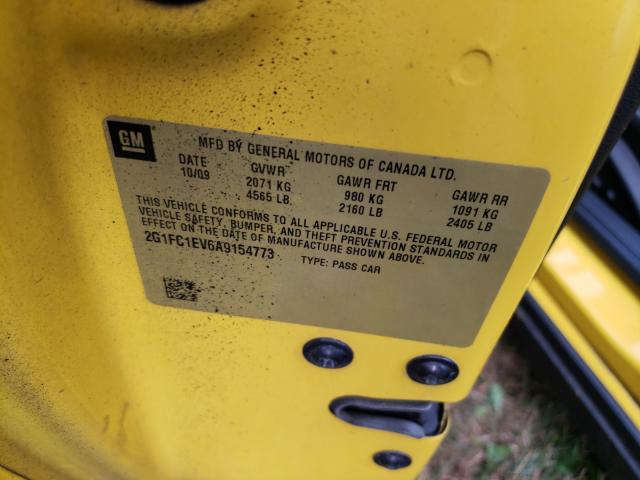 GM
MFD BY GENERAL MOTORS OF CANADA LTD.
DATE GVWR GAWR FRT GAWR RR
10/09 2071 KG 980 KG 1091 KG
4565 LB. 2160 LB 2405 LB
THIS VEHICLE CONFORMS TO ALL APPLICABLE U.S. FEDERAL MOTOR
VEHICLE SAFETY, BUMPER, AND THEFT PREVENTION STANDARDS IN
EFFECT ON THE DATE OF MANUFACTURE SHOWN ABOVE.
2G1FC1EV6A9154773 TYPE: PASS CAR